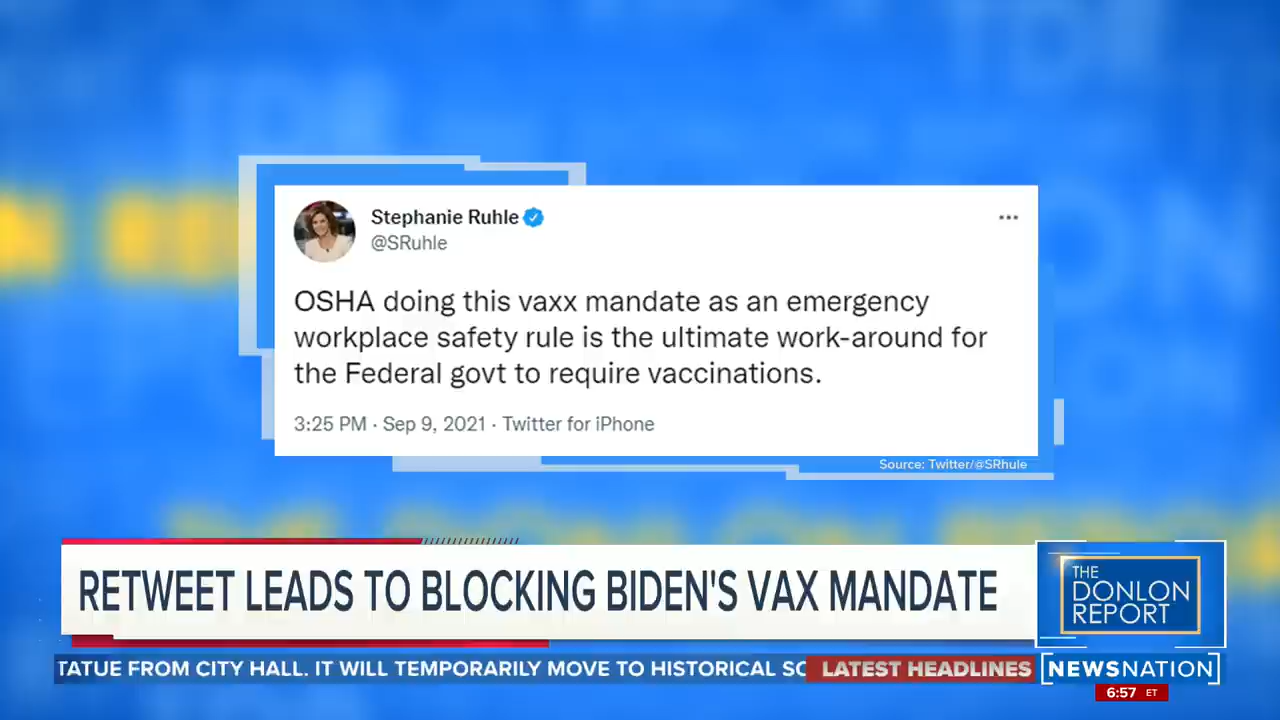 Stephanie Ruhle
@SRuhle
OSHA doing this vaxx mandate as an emergency
workplace safety rule is the ultimate work-around for
the Federal govt to require vaccinations.
3:25 PM · Sep 9, 2021 · Twitter for iPhone
Source: Twitter/@SRhule
RETWEET LEADS TO BLOCKING BIDEN'S VAX MANDATE
THE
DONLON
REPORT
TATUE FROM CITY HALL. IT WILL TEMPORARILY MOVE TO HISTORICAL SC
LATEST HEADLINES
NEWSNATION
6:57 ET